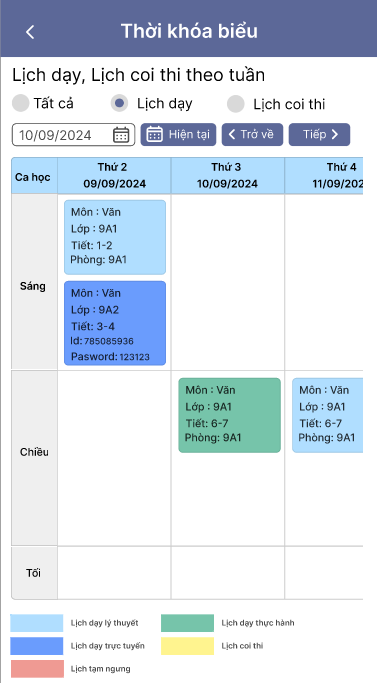 Thời khóa biểu
Lịch dạy, Lịch coi thi theo tuần
Tất cả
Lịch dạy
Lịch coi thi
10/09/2024
Hiện tại
Trở về
Tiếp
Ca học
Thứ 2
09/09/2024
Thứ 3
10/09/2024
Thứ 4
11/09/202
Sáng
Môn : Văn
Lớp : 9A1
Tiết: 1-2
Phòng: 9A1
Môn : Văn
Lớp : 9A2
Tiết: 3-4
Id: 785085936
Pasword: 123123
Chiều
Môn : Văn
Lớp : 9A1
Tiết: 6-7
Phòng: 9A1
Môn : Văn
Lớp : 9A1
Tiết: 6-7
Phòng: 9A1
Tối
Lịch dạy lý thuyết
Lịch dạy thực hành
Lịch dạy trực tuyến
Lịch coi thi
Lịch tạm ngưng